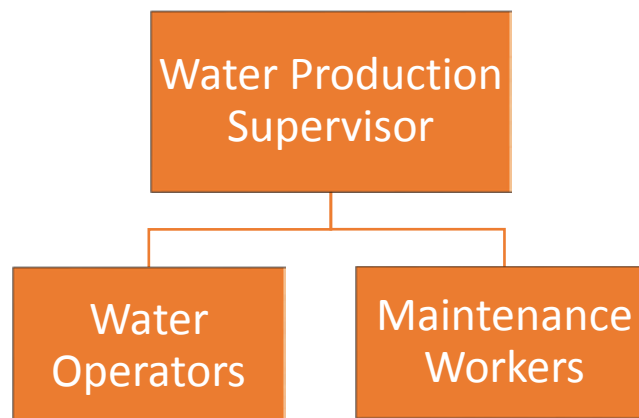 Water Production
Supervisor
Water
Operators
Maintenance
Workers